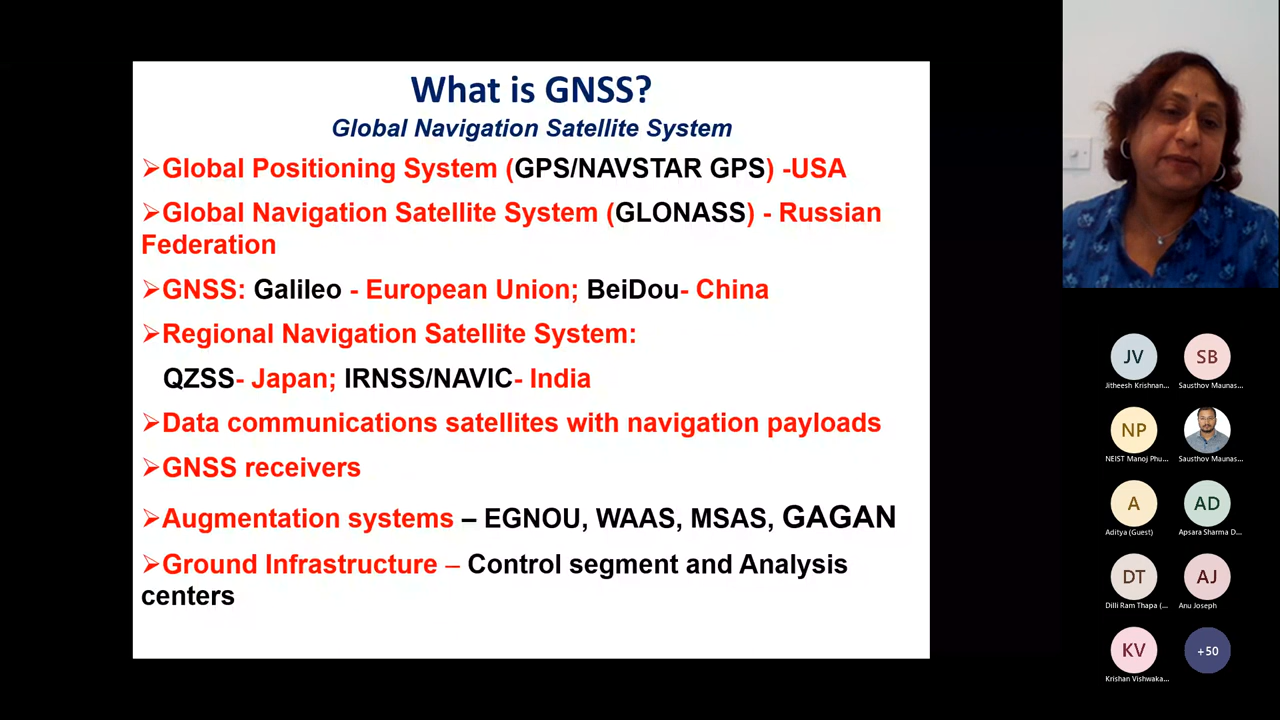 What is GNSS?
Global Navigation Satellite System
➢Global Positioning System (GPS/NAVSTAR GPS) -USA
➢Global Navigation Satellite System (GLONASS) - Russian
Federation
➢GNSS: Galileo - European Union; BeiDou- China
➢Regional Navigation Satellite System:
QZSS- Japan; IRNSS/NAVIC- India
➢Data communications satellites with navigation payloads
➢GNSS receivers
➢Augmentation systems – EGNOU, WAAS, MSAS, GAGAN
➢Ground Infrastructure – Control segment and Analysis
centers
JV SB
Jitheesh Krishnan... Sausthov Maunas...
NP
NEIST Manoj Phu... Sausthov Maunas...
A AD
Aditya (Guest) Apsara Sharma D...
DT AJ
Dilli Ram Thapa (... Anu Joseph
KV +50
Krishan Vishwaka...